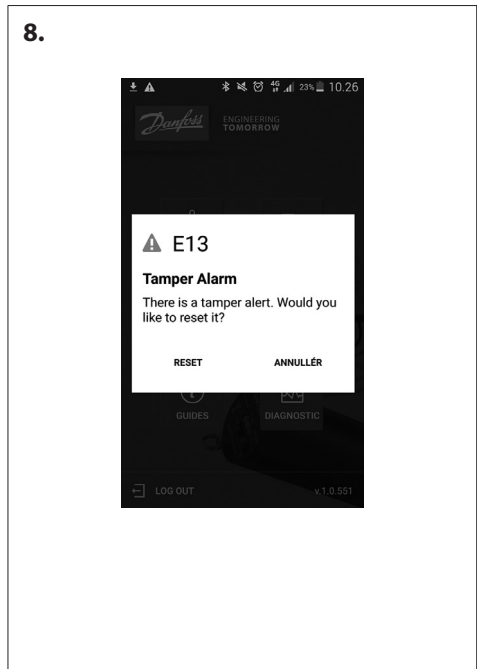 8.
4G 23% 10.26
Danfoss
ENGINEERING
TOMORROW
E13
Tamper Alarm
There is a tamper alert. Would you
like to reset it?
RESET ANNULLÉR
GUIDES DIAGNOSTIC
LOG OUT v.1.0.551